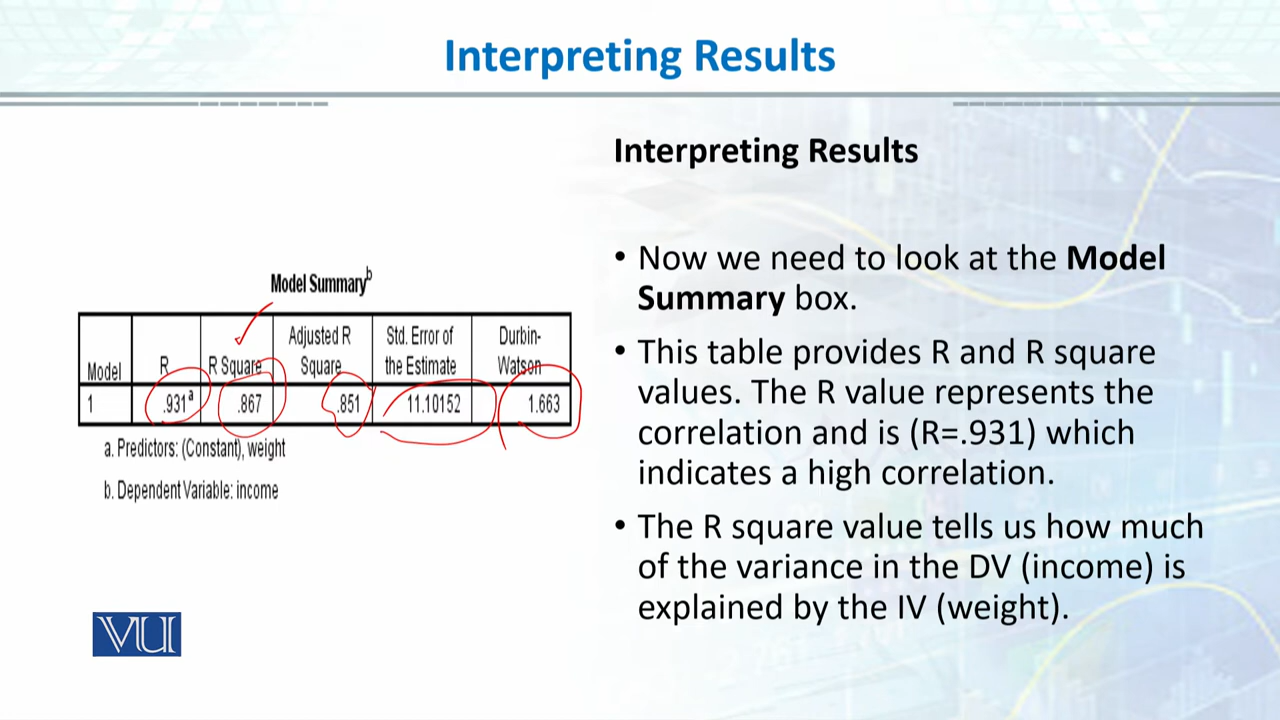 Interpreting Results
Model Summaryb
Model R R Square Adjusted R Square Std. Error of the Estimate Durbin-Watson
1 .931a .867 .851 11.10152 1.663
a. Predictors: (Constant), weight
b. Dependent Variable: income
VU
Interpreting Results
• Now we need to look at the Model
Summary box.
• This table provides R and R square
values. The R value represents the
correlation and is (R=.931) which
indicates a high correlation.
• The R square value tells us how much
of the variance in the DV (income) is
explained by the IV (weight).